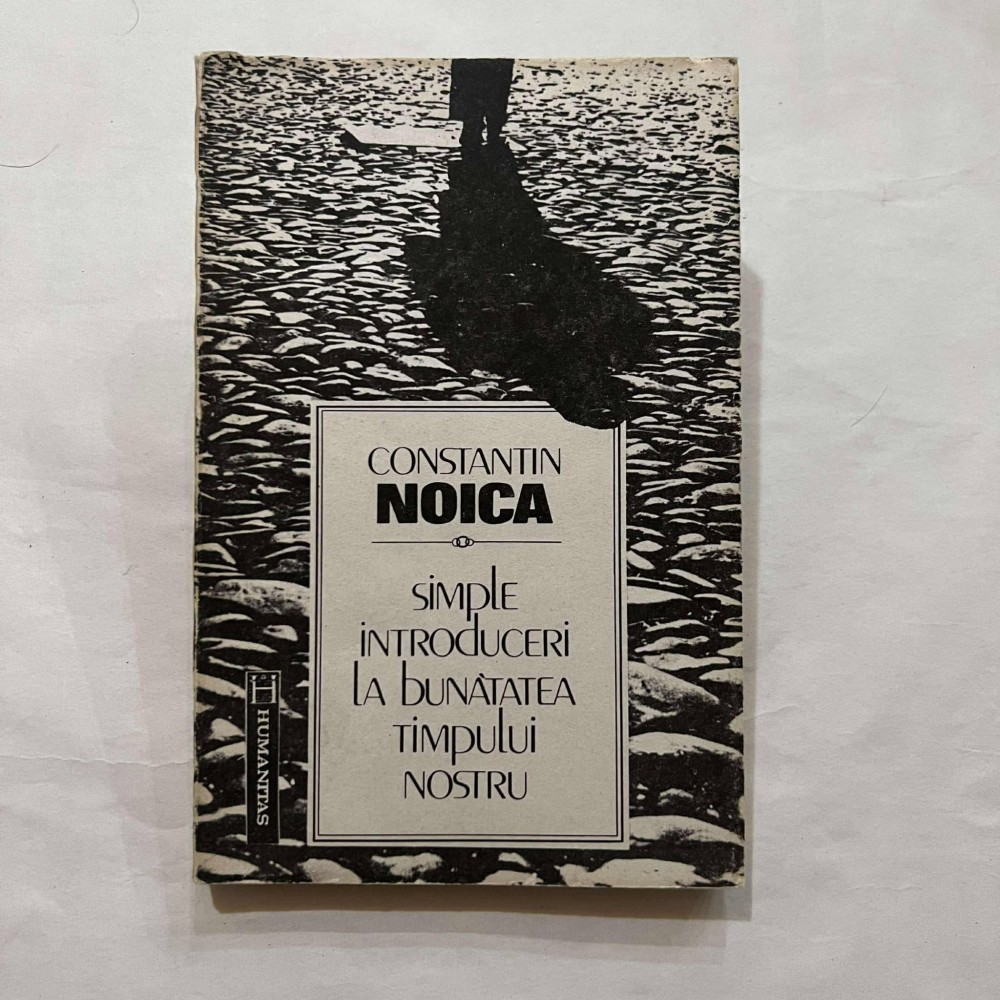 CONSTANTIN
NOICA
simple
introduceri
la bunătatea
timpului
nostru
HUMANITAS